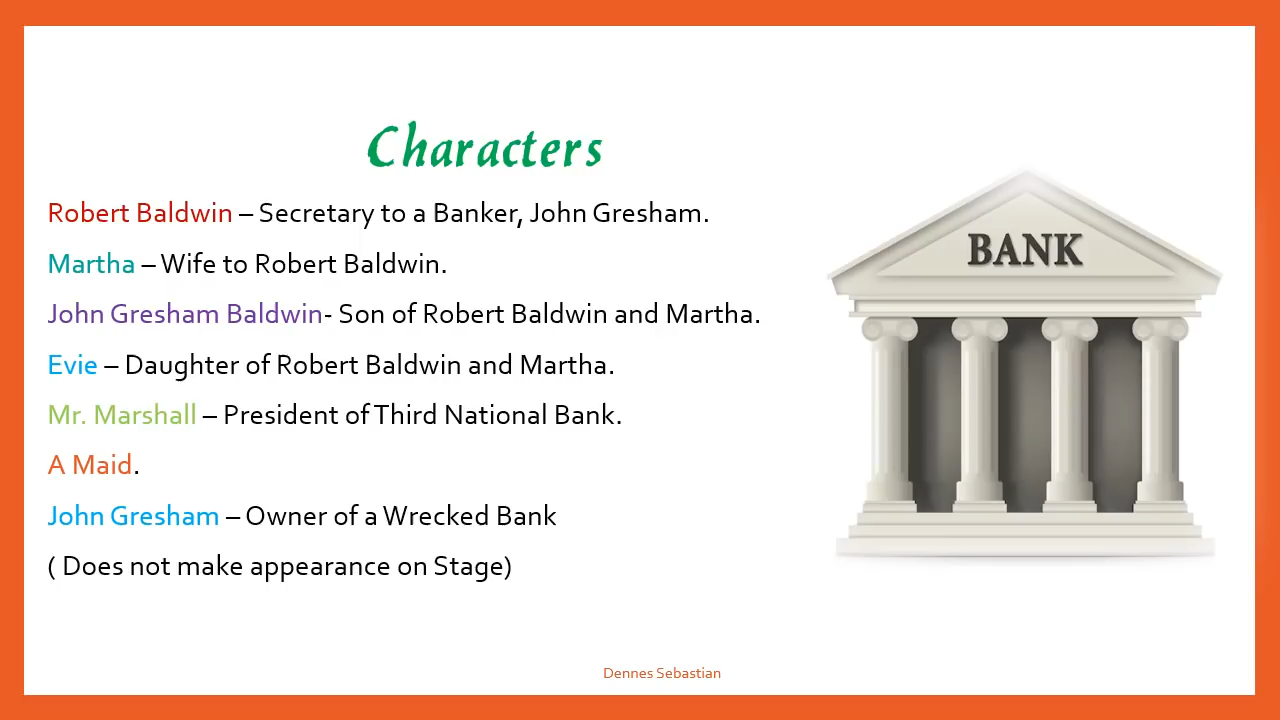 Characters
Robert Baldwin – Secretary to a Banker, John Gresham.
Martha – Wife to Robert Baldwin.
John Gresham Baldwin- Son of Robert Baldwin and Martha.
Evie – Daughter of Robert Baldwin and Martha.
Mr. Marshall – President of Third National Bank.
A Maid.
John Gresham – Owner of a Wrecked Bank
( Does not make appearance on Stage)
BANK
Dennes Sebastian